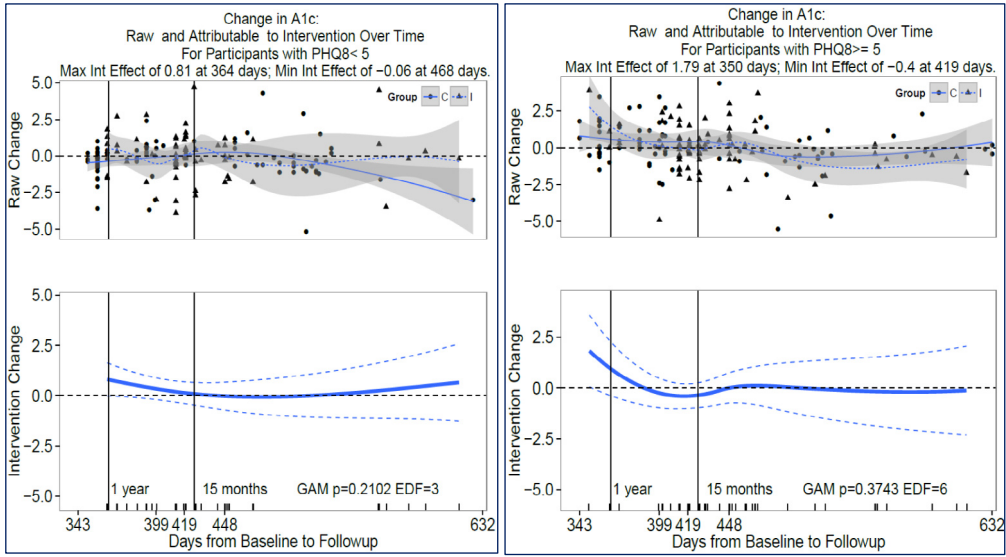 Change in A1c:
Raw and Attributable to Intervention Over Time
For Participants with PHQ8< 5
Max Int Effect of 0.81 at 364 days; Min Int Effect of −0.06 at 468 days.
Group C I
Raw Change
5.0
2.5
0.0
−2.5
−5.0
Intervention Change
5.0
2.5
0.0
−2.5
−5.0
1 year
15 months
GAM p=0.2102 EDF=3
343 399 419 448 632
Days from Baseline to Followup
Change in A1c:
Raw and Attributable to Intervention Over Time
For Participants with PHQ8>= 5
Max Int Effect of 1.79 at 350 days; Min Int Effect of −0.4 at 419 days.
Group C I
Raw Change
2.5
0.0
−2.5
−5.0
Intervention Change
2.5
0.0
−2.5
−5.0
1 year
15 months
GAM p=0.3743 EDF=6
343 399 419 448 632
Days from Baseline to Followup